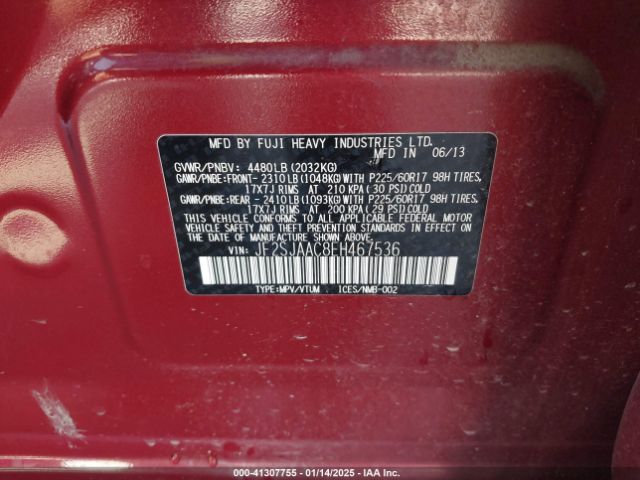 MFD BY FUJI HEAVY INDUSTRIES LTD.
MFD IN 06/13
GVWR/PNBV: 4480LB (2032KG)
GAWR/PNBE:FRONT- 2310 LB (1048KG) WITH P225/60R17 98H TIRES,
17X7J RIMS AT 210 KPA (30 PSI) COLD
GAWR/PNBE:REAR - 2410 LB (1093KG) WITH P225/60R17 98H TIRES,
17X7J RIMS AT 200 KPA (29 PSI) COLD
THIS VEHICLE CONFORMS TO ALL APPLICABLE FEDERAL MOTOR
VEHICLE SAFETY AND THEFT PREVENTION STANDARDS IN EFFECT
ON THE DATE OF MANUFACTURE SHOWN ABOVE.
VIN: JF2SJAAC8EH467536
TYPE:MPV/VTUM ICES/NMB-002
000-41307755 - 01/14/2025 - IAA Inc.